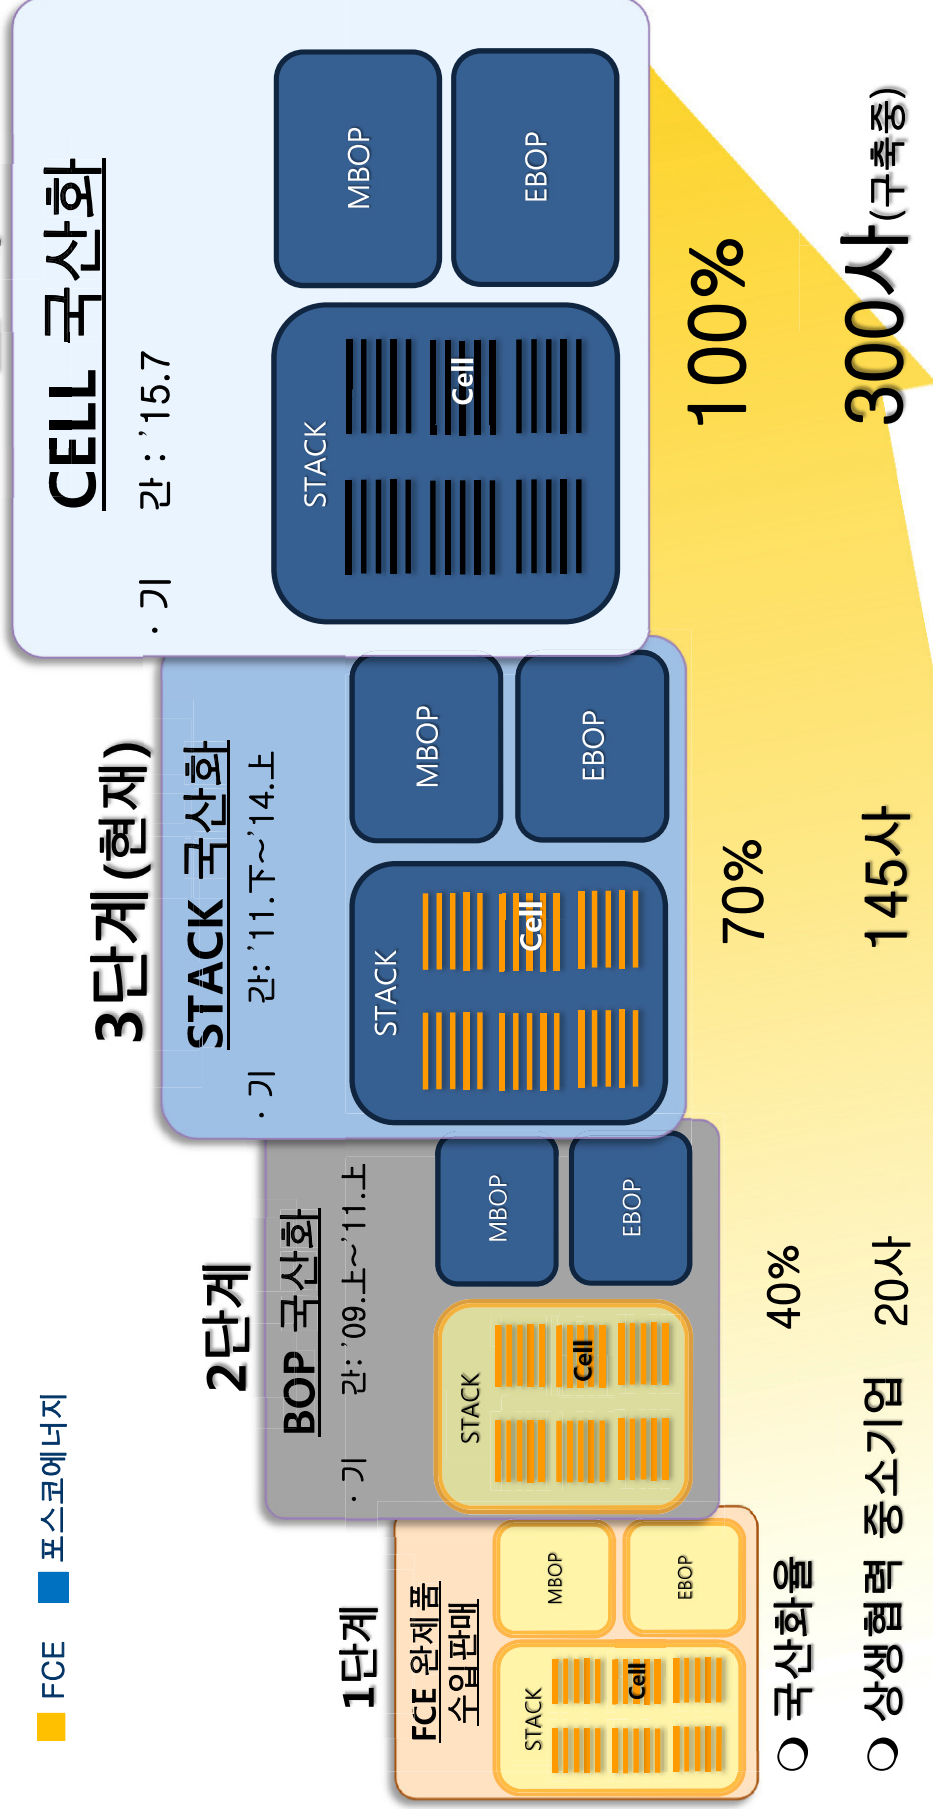 FCE 포스코에너지
1단계
FCE 완제품
수입판매
STACK
Cell
MBOP
EBOP
2단계
BOP 국산화
· 기 간: ’09.上~’11.上
STACK
Cell
MBOP
EBOP
3단계(현재)
STACK 국산화
· 기 간: ’11.下~’14.上
STACK
Cell
MBOP
EBOP
CELL 국산화
· 기 간 : ’15.7
STACK
Cell
MBOP
EBOP
❍ 국산화율 40% 70% 100%
❍ 상생협력 중소기업 20사 145사 300사(구축중)